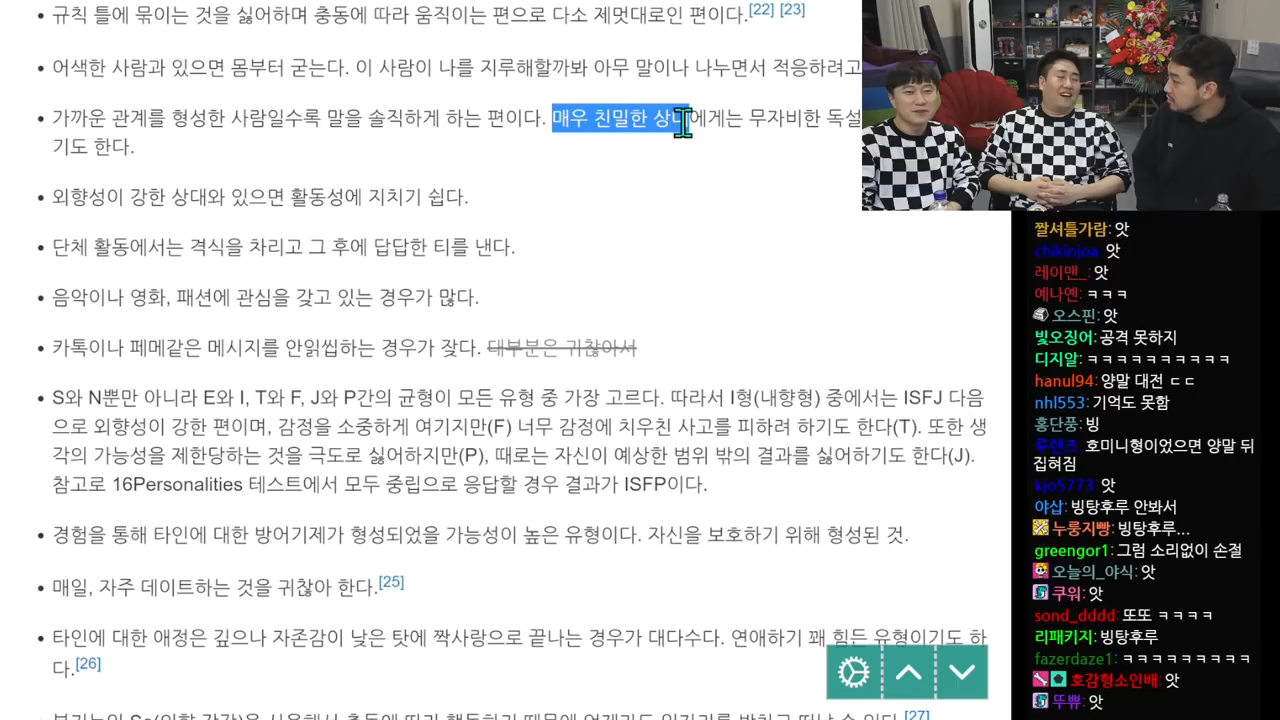 규칙 틀에 묶이는 것을 싫어하며 충동에 따라 움직이는 편으로 다소 제멋대로인 편이다.[22] [23]
어색한 사람과 있으면 몸부터 굳는다. 이 사람이 나를 지루해할까봐 아무 말이나 나누면서 적응하려고
가까운 관계를 형성한 사람일수록 말을 솔직하게 하는 편이다. 매우 친밀한 상대에게는 무자비한 독설
기도 한다.
외향성이 강한 상대와 있으면 활동성에 지치기 쉽다.
단체 활동에서는 격식을 차리고 그 후에 답답한 티를 낸다.
음악이나 영화, 패션에 관심을 갖고 있는 경우가 많다.
카톡이나 페메같은 메시지를 안읽씹하는 경우가 잦다. 대부분은 귀찮아서
S와 N뿐만 아니라 E와 I, T와 F, J와 P간의 균형이 모든 유형 중 가장 고르다. 따라서 I형(내향형) 중에서는 ISFJ 다음
으로 외향성이 강한 편이며, 감정을 소중하게 여기지만(F) 너무 감정에 치우친 사고를 피하려 하기도 한다(T). 또한 생
각의 가능성을 제한당하는 것을 극도로 싫어하지만(P), 때로는 자신이 예상한 범위 밖의 결과를 싫어하기도 한다(J).
참고로 16Personalities 테스트에서 모두 중립으로 응답할 경우 결과가 ISFP이다.
경험을 통해 타인에 대한 방어기제가 형성되었을 가능성이 높은 유형이다. 자신을 보호하기 위해 형성된 것.
매일, 자주 데이트하는 것을 귀찮아 한다.[25]
타인에 대한 애정은 깊으나 자존감이 낮은 탓에 짝사랑으로 끝나는 경우가 대다수다. 연애하기 꽤 힘든 유형이기도 하
다.[26]
[27]
짤셔틀가람: 앗
chikinjoa: 앗
레이맨_: 앗
예나옌: ㅋㅋㅋ
오스핀: 앗
빛오징어: 공격 못하지
디지알: ㅋㅋㅋㅋㅋㅋㅋㅋㅋㅋ
hanul94: 양말 대전 ㄷㄷ
nhl553: 기억도 못함
홍단풍: 빙
루렌즈: 호미니형이었으면 양말 뒤
집혀짐
kjo5773: 앗
야삽: 빙탕후루 안봐서
누룽지빵: 빙탕후루...
greengor1: 그럼 소리없이 손절
오늘의_야식: 앗
쿠워: 앗
sond_dddd: 또또 ㅋㅋㅋㅋ
리패키지: 빙탕후루
fazerdaze1: ㅋㅋㅋㅋㅋㅋㅋㅋㅋㅋ
호감형소인배: 앗
뚜쀼: 앗